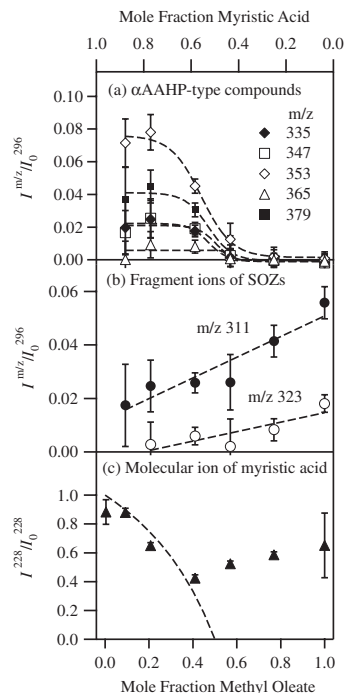 Mole Fraction Myristic Acid
1.0 0.8 0.6 0.4 0.2 0.0
(a) αAAHP-type compounds
m/z
335
347
353
365
379
0.10
0.08
0.06
0.04
0.02
0.00
I^m/z/I_0^296
(b) Fragment ions of SOZs
m/z 311
m/z 323
0.06
0.04
0.02
0.00
I^m/z/I_0^296
(c) Molecular ion of myristic acid
1.0
0.8
0.6
0.4
0.2
0.0
I^228/I_0^228
0.0 0.2 0.4 0.6 0.8 1.0
Mole Fraction Methyl Oleate